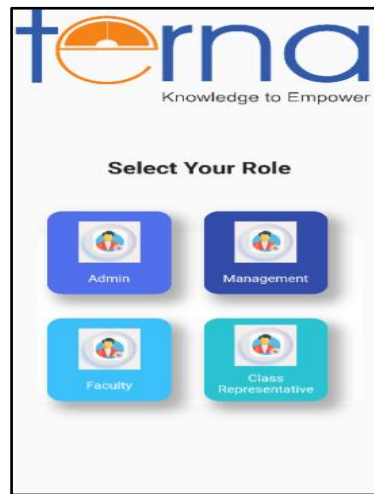 terna
Knowledge to Empower
Select Your Role
Admin
Management
Faculty
Class
Representative